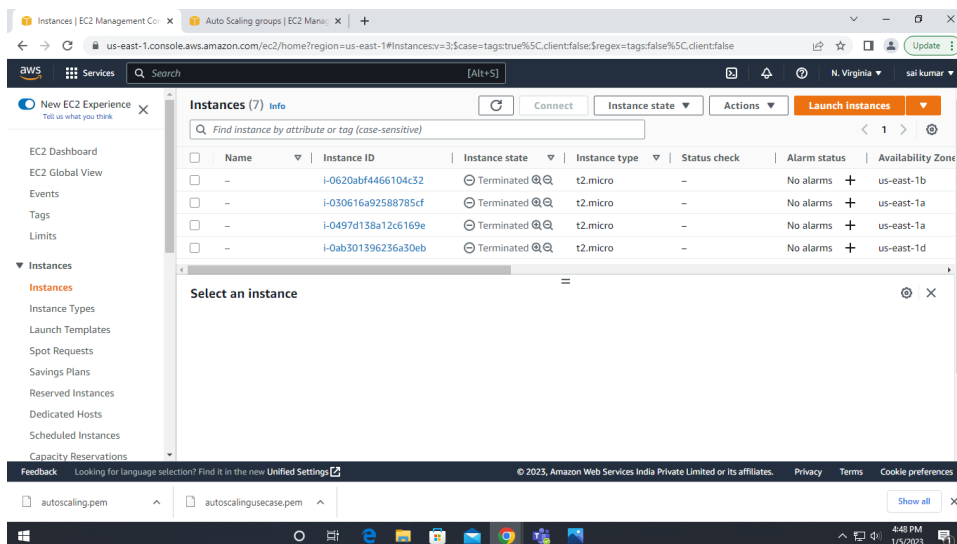 Instances | EC2 Management Con
Auto Scaling groups | EC2 Manag
us-east-1.console.aws.amazon.com/ec2/home?region=us-east-1#Instances:v=3;$case=tags:true%5C,client:false;$regex=tags:false%5C,client:false
Update
aws
Services
Search
[Alt+S]
N. Virginia
sai kumar
New EC2 Experience
Tell us what you think
EC2 Dashboard
EC2 Global View
Events
Tags
Limits
Instances
Instances
Instance Types
Launch Templates
Spot Requests
Savings Plans
Reserved Instances
Dedicated Hosts
Scheduled Instances
Capacity Reservations
Instances (7) Info
Connect
Instance state
Actions
Launch instances
Find instance by attribute or tag (case-sensitive)
1
Name Instance ID Instance state Instance type Status check Alarm status Availability Zone
– i-0620abf4466104c32 Terminated t2.micro – No alarms + us-east-1b
– i-030616a92588785cf Terminated t2.micro – No alarms + us-east-1a
– i-0497d138a12c6169e Terminated t2.micro – No alarms + us-east-1a
– i-0ab301396236a30eb Terminated t2.micro – No alarms + us-east-1d
Select an instance
Feedback Looking for language selection? Find it in the new Unified Settings
© 2023, Amazon Web Services India Private Limited or its affiliates. Privacy Terms Cookie preferences
autoscaling.pem
autoscalingusecase.pem
Show all
4:48 PM
1/5/2023